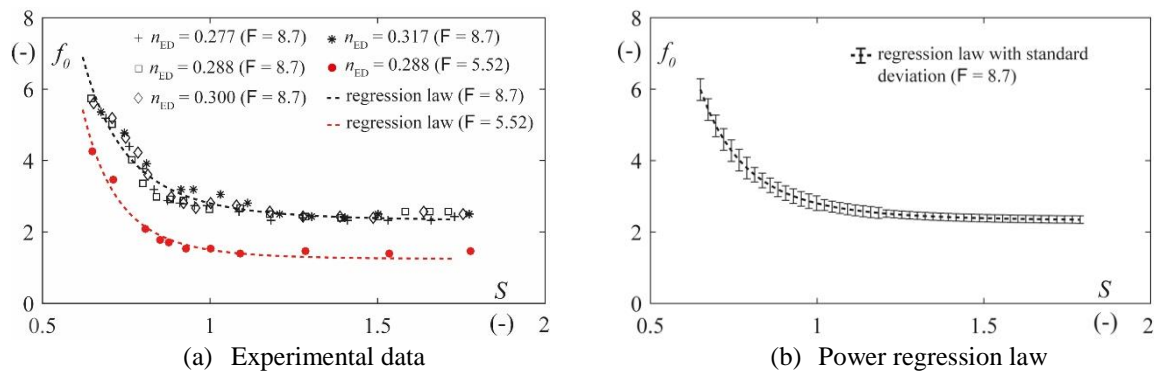 8
6
4
2
0
(-)
f0
nED = 0.277 (F = 8.7)
nED = 0.288 (F = 8.7)
nED = 0.300 (F = 8.7)
nED = 0.317 (F = 8.7)
nED = 0.288 (F = 5.52)
regression law (F = 8.7)
regression law (F = 5.52)
S
(-)
0.5 1 1.5 2
(a) Experimental data
8
6
4
2
0
(-)
f0
regression law with standard
deviation (F = 8.7)
S
(-)
0.5 1 1.5 2
(b) Power regression law